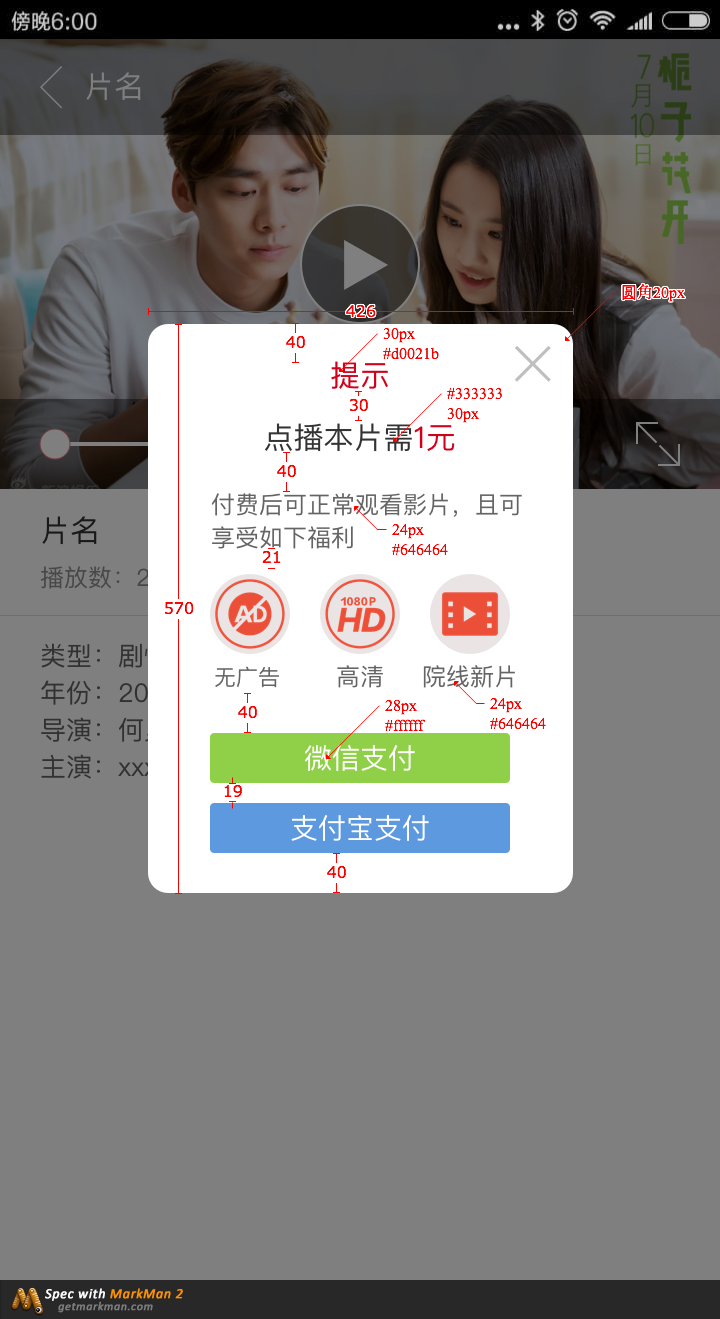 傍晚6:00
片名
7月10日
栀子花开
圆角20px
426
40
30px
#d0021b
提示
30
#333333
30px
点播本片需1元
40
付费后可正常观看影片，且可
享受如下福利
24px
#646464
21
片名
播放数：2
570
AD
1080P
HD
无广告
高清
院线新片
类型：剧
年份：20
导演：何
主演：xxx
40
28px
#ffffff
24px
#646464
微信支付
19
支付宝支付
40
Spec with MarkMan 2
getmarkman.com